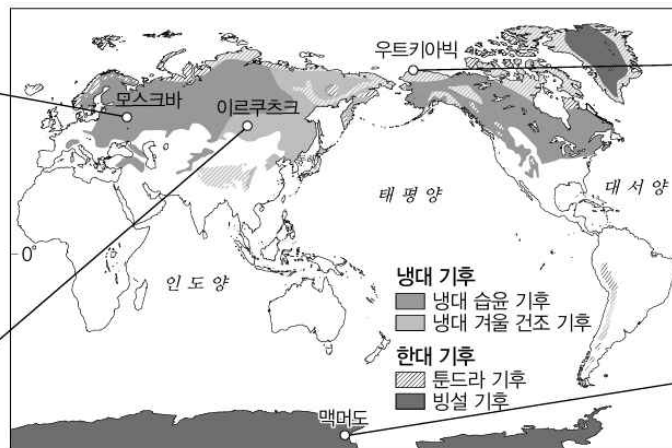 우트키아빅
모스크바
이르쿠츠크
대서양
태평양
0°
인도양
냉대 기후
냉대 습윤 기후
냉대 겨울 건조 기후
한대 기후
툰드라 기후
빙설 기후
맥머도